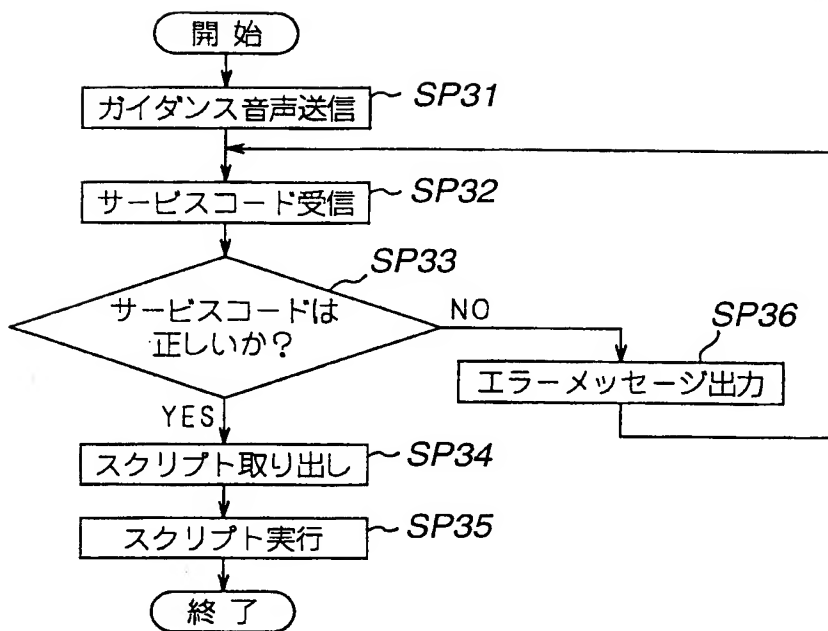 開始
ガイダンス音声送信 SP31
サービスコード受信 SP32
SP33
サービスコードは
正しいか?
NO
SP36
エラーメッセージ出力
YES
スクリプト取り出し SP34
スクリプト実行 SP35
終了